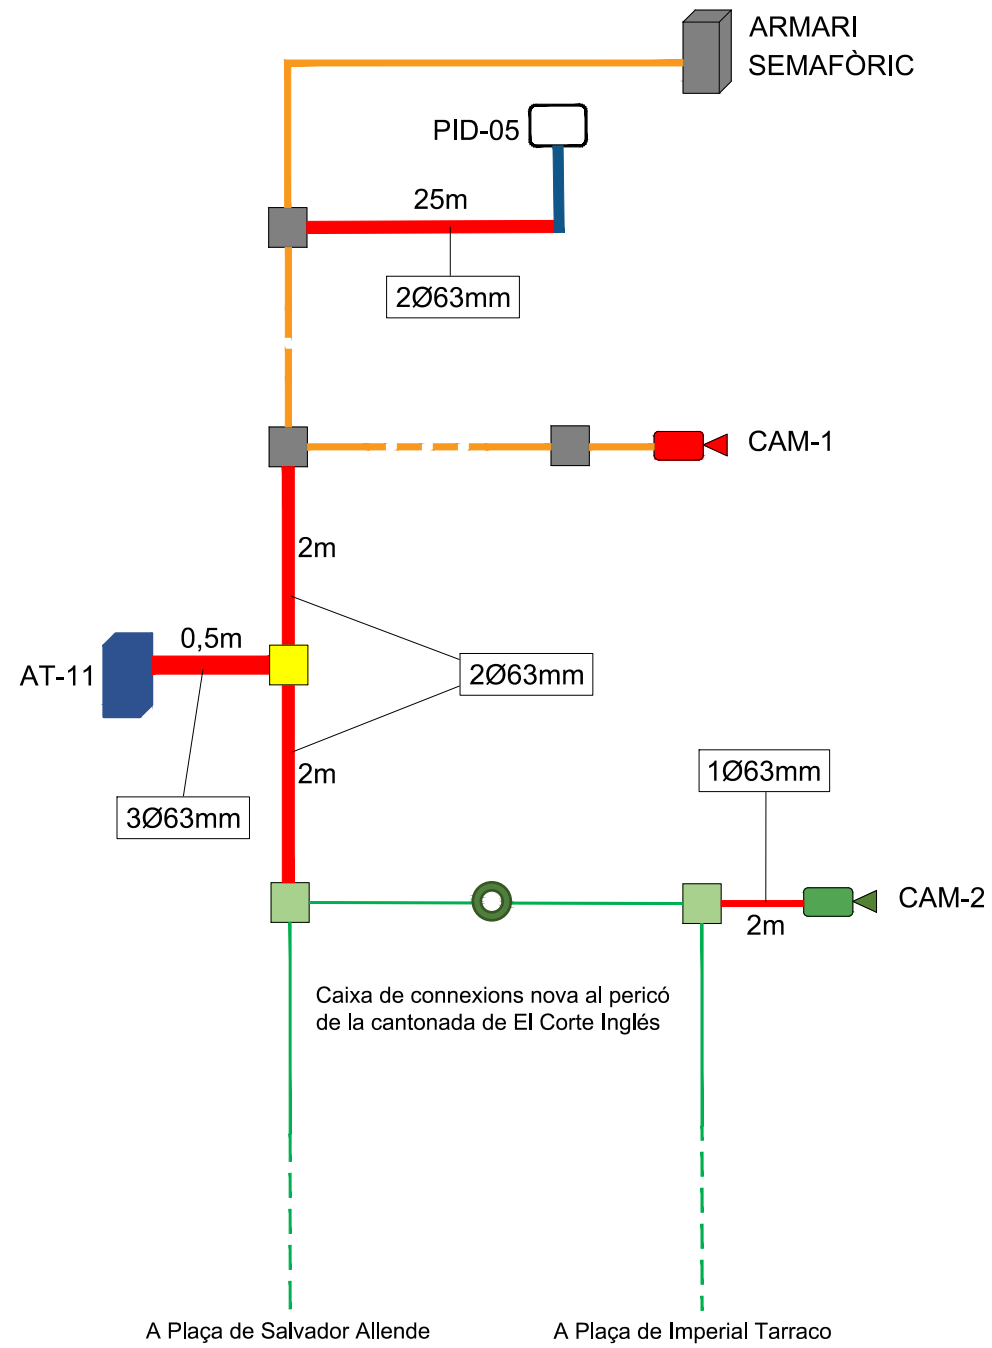 ARMARI
SEMAFÒRIC
PID-05
25m
2Ø63mm
CAM-1
2m
0,5m
AT-11
2Ø63mm
2m
1Ø63mm
3Ø63mm
CAM-2
2m
Caixa de connexions nova al pericó
de la cantonada de El Corte Inglés
A Plaça de Salvador Allende
A Plaça de Imperial Tarraco